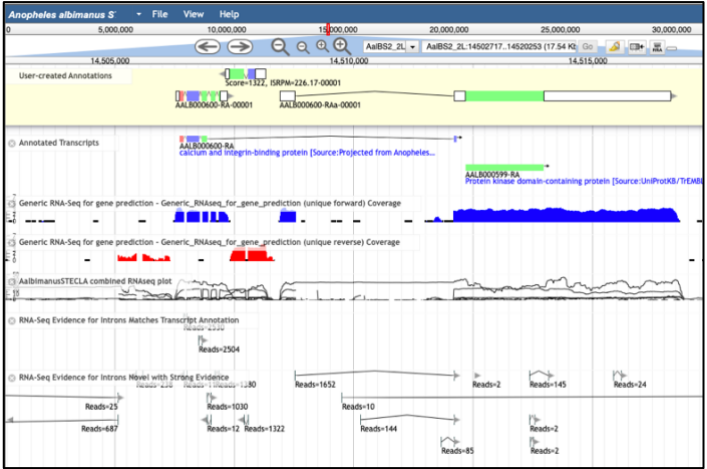 Anopheles albimanus S File View Help
0 5,000,000 10,000,000 15,000,000 20,000,000 25,000,000 30,000,000
AalBS2_2L AalBS2_2L:14502717..14520253 (17.54 Kb Go
14,505,000 14,510,000 14,515,000
User-created Annotations
Score=1322, ISRPM=226.17-00001
AALB000600-RA-00001 AALB000600-RAa-00001
Annotated Transcripts
AALB000600-RA
calcium and integrin-binding protein [Source:Projected from Anopheles...
AALB000599-RA
Protein kinase domain-containing protein [Source:UniProtKB/TrEMBL
Generic RNA-Seq for gene prediction - Generic_RNAseq_for_gene_prediction (unique forward) Coverage
Generic RNA-Seq for gene prediction - Generic_RNAseq_for_gene_prediction (unique reverse) Coverage
AalbimanusSTECLA combined RNAseq plot
RNA-Seq Evidence for Introns Matches Transcript Annotation
Reads=2504
RNA-Seq Evidence for Introns Novel with Strong Evidence
Reads=1652 Reads=2 Reads=145 Reads=24
Reads=25 Reads=1030 Reads=10
Reads=687 Reads=12 Reads=1322 Reads=144 Reads=2
Reads=85 Reads=2